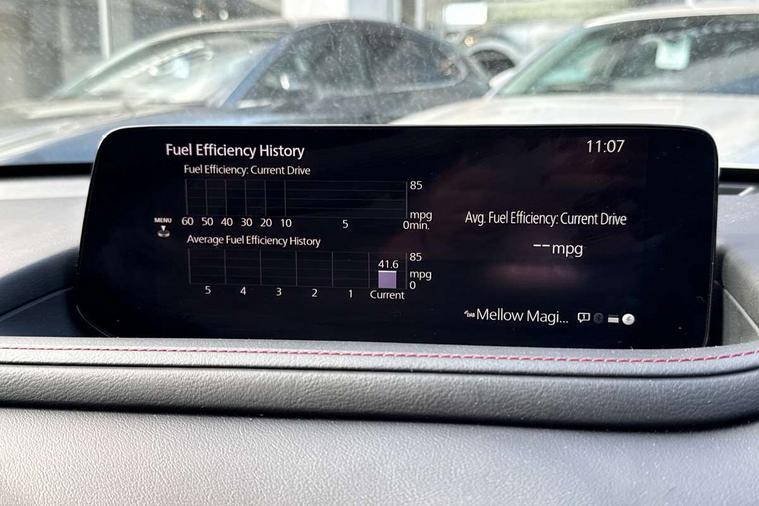 Fuel Efficiency History 11:07
Fuel Efficiency: Current Drive
85
mpg
60 50 40 30 20 10 5 0min.
MENU
Avg. Fuel Efficiency: Current Drive
--mpg
Average Fuel Efficiency History
85
41.6
mpg
0
5 4 3 2 1 Current
DAB Mellow Magi...